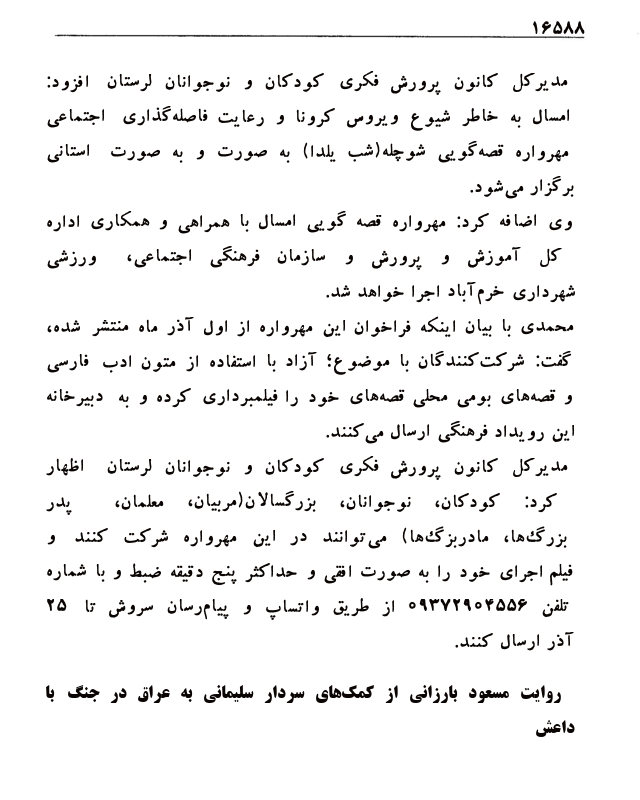 ۱۶۵۸۸
مدیرکل کانون پرورش فکری کودکان و نوجوانان لرستان افزود:
امسال به خاطر شیوع ویروس کرونا و رعایت فاصله‌گذاری اجتماعی
مهرواره قصه‌گویی شوچله(شب یلدا) به صورت و به صورت استانی
برگزار می‌شود.
وی اضافه کرد: مهرواره قصه گویی امسال با همراهی و همکاری اداره
کل آموزش و پرورش و سازمان فرهنگی اجتماعی، ورزشی
شهرداری خرم‌آباد اجرا خواهد شد.
محمدی با بیان اینکه فراخوان این مهرواره از اول آذر ماه منتشر شده،
گفت: شرکت‌کنندگان با موضوع؛ آزاد با استفاده از متون ادب فارسی
و قصه‌های بومی محلی قصه‌های خود را فیلمبرداری کرده و به دبیرخانه
این رویداد فرهنگی ارسال می‌کنند.
مدیرکل کانون پرورش فکری کودکان و نوجوانان لرستان اظهار
کرد: کودکان، نوجوانان، بزرگسالان(مربیان، معلمان، پدر
بزرگ‌ها، مادربزگ‌ها) می‌توانند در این مهرواره شرکت کنند و
فیلم اجرای خود را به صورت افقی و حداکثر پنج دقیقه ضبط و با شماره
تلفن ۰۹۳۷۲۹۰۴۵۵۶ از طریق واتساپ و پیام‌رسان سروش تا ۲۵
آذر ارسال کنند.
روایت مسعود بارزانی از کمک‌های سردار سلیمانی به عراق در جنگ با
داعش